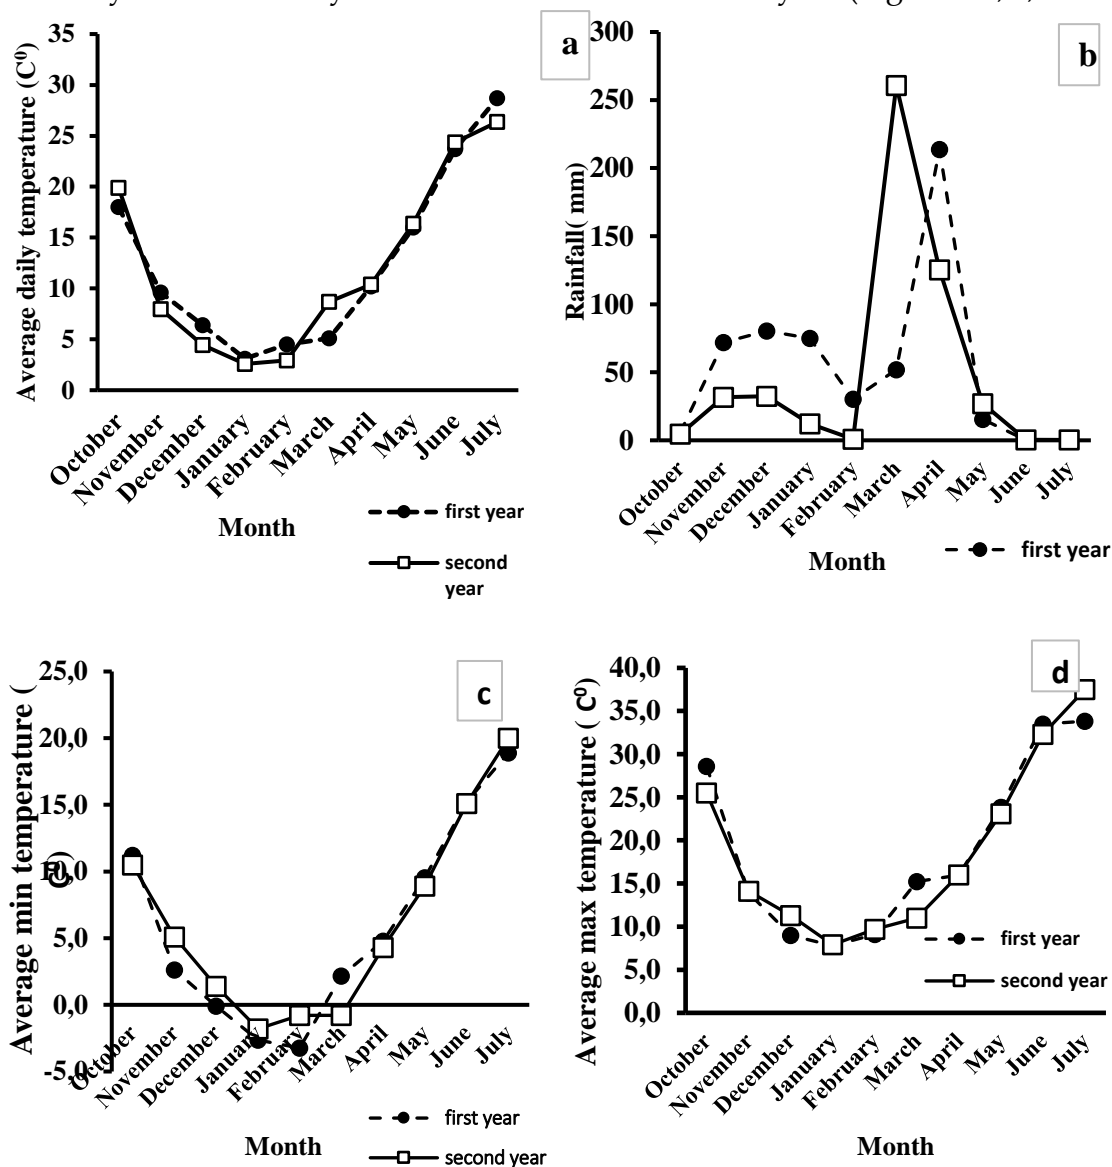 35
30
25
20
15
10
5
0
Average daily temperature (C⁰)
a
October
November
December
January
February
March
April
May
June
July
Month
first year
second
year
300
250
200
150
100
50
0
Rainfall( mm)
b
October
November
December
January
February
March
April
May
June
July
Month
first year
25,0
20,0
15,0
10,0
5,0
0,0
-5,0
Average min temperature (
c
October
November
December
January
February
March
April
May
June
July
Month
first year
second year
40,0
35,0
30,0
25,0
20,0
15,0
10,0
5,0
0,0
Average max temperature ( C⁰)
d
October
November
December
January
February
March
April
May
June
July
Month
first year
second year